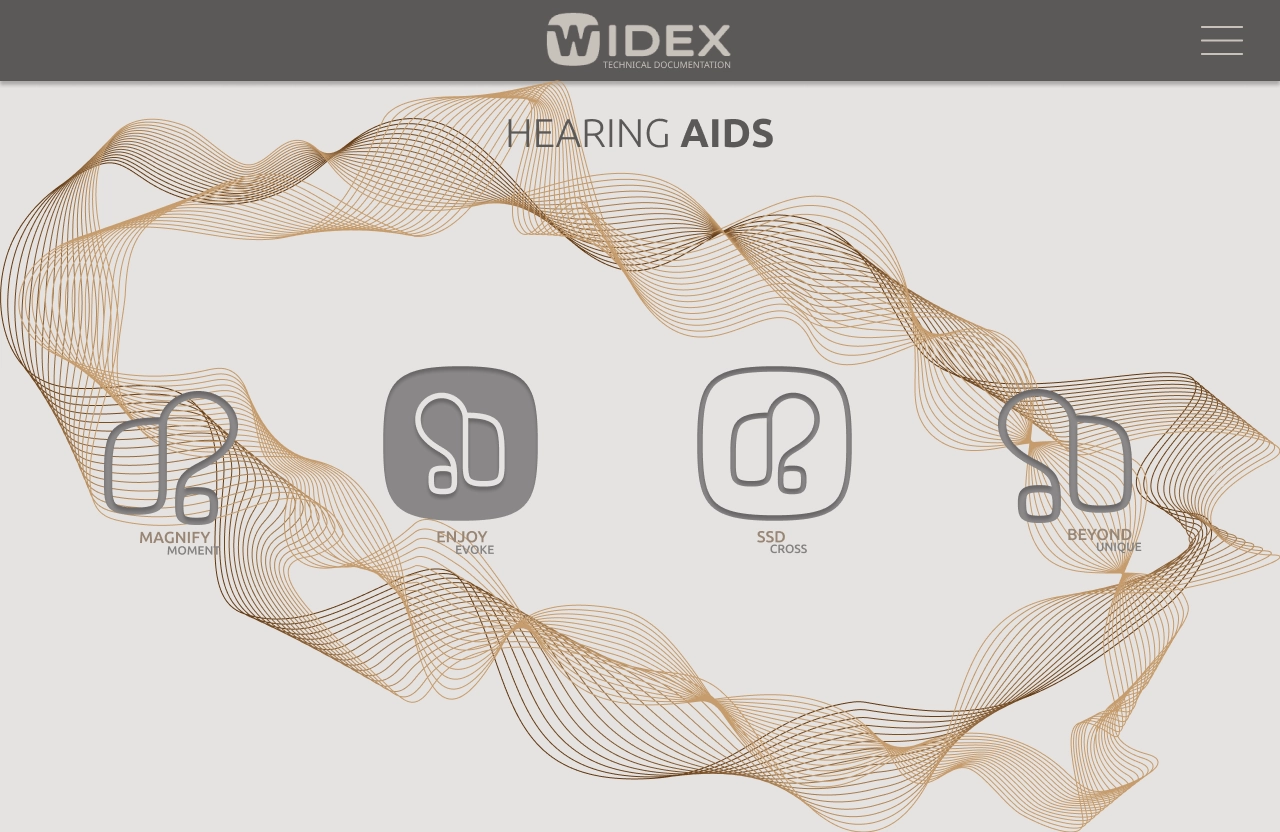 WIDEX
TECHNICAL DOCUMENTATION
HEARING AIDS
MAGNIFY
MOMENT
ENJOY
EVOKE
SSD
CROSS
BEYOND
UNIQUE